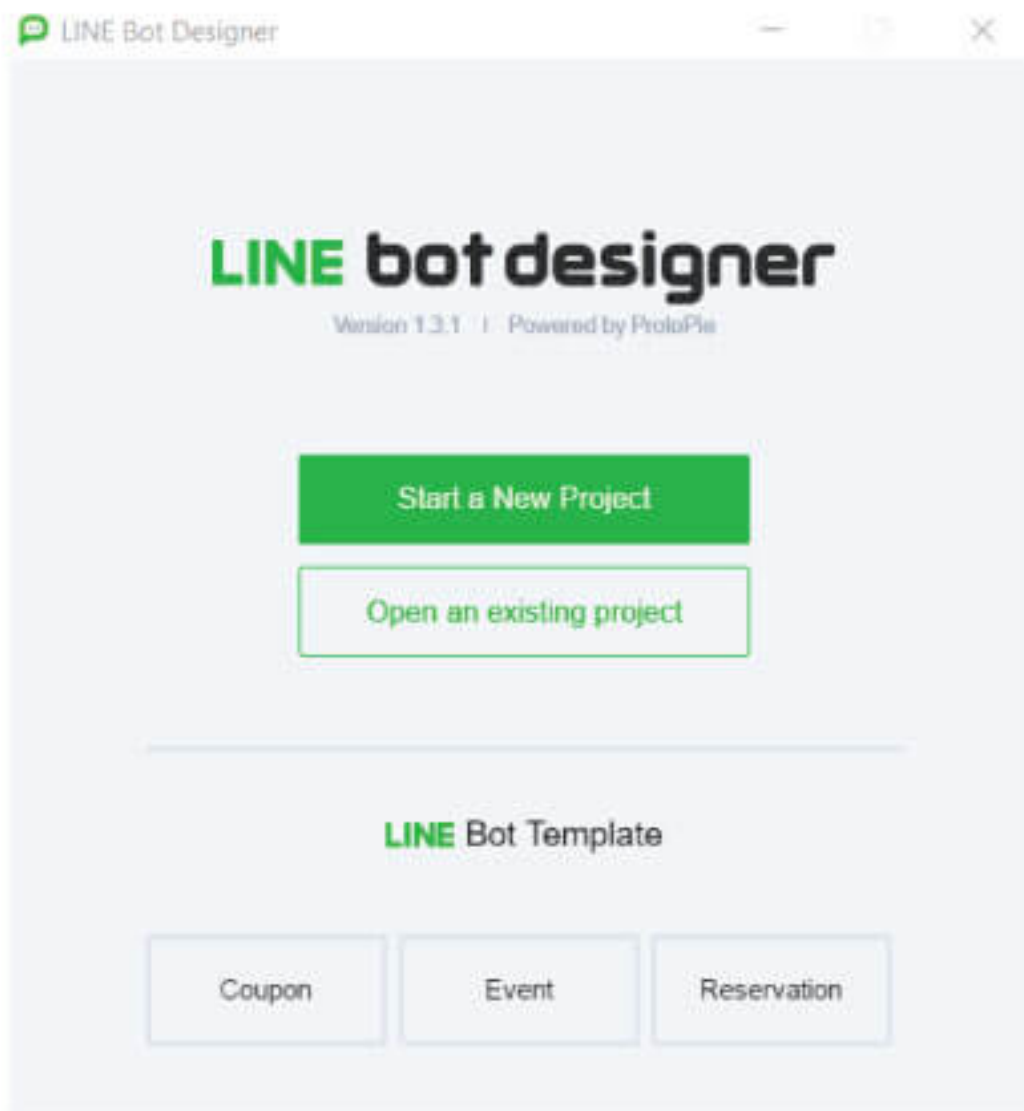 LINE Bot Designer
LINE bot designer
Version 1.3.1 | Powered by ProtoPie
Start a New Project
Open an existing project
LINE Bot Template
Coupon Event Reservation